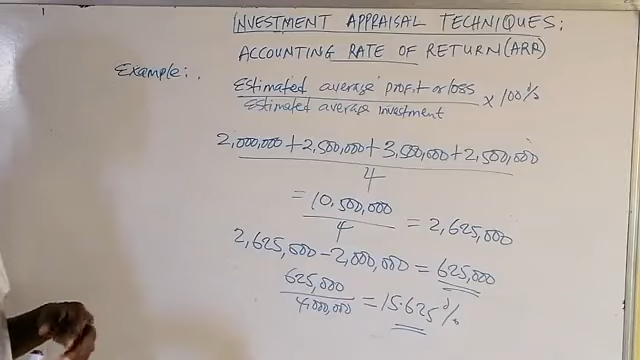 INVESTMENT APPRAISAL TECHNIQUES:
ACCOUNTING RATE OF RETURN (ARR)
Example:.
Estimated average profit or loss
Estimated average investment
× 100%
2,000,000 + 2,500,000 + 3,500,000 + 2,500,000
4
= 10,500,000
4
= 2,625,000
2,625,000 - 2,000,000 = 625,000
625,000
4,000,000
= 15.625%